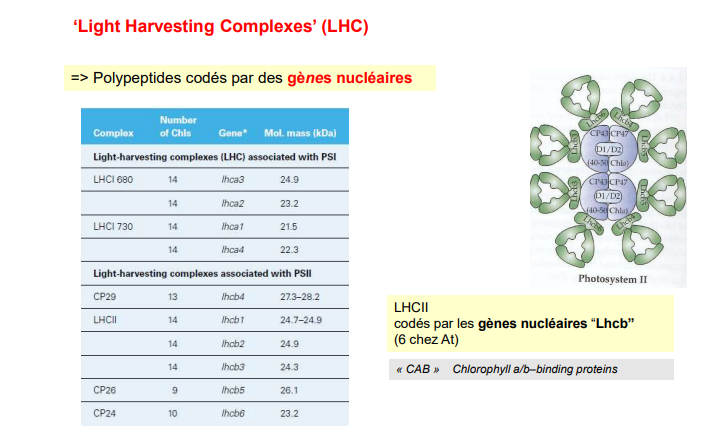 ‘Light Harvesting Complexes’ (LHC)
=> Polypeptides codés par des gènes nucléaires
Complex Number of Chls Gene* Mol. mass (kDa)
Light-harvesting complexes (LHC) associated with PSI
LHCI 680 14 lhca3 24.9
14 lhca2 23.2
LHCI 730 14 lhca1 21.5
14 lhca4 22.3
Light-harvesting complexes associated with PSII
CP29 13 lhcb4 27.3–28.2
LHCII 14 lhcb1 24.7–24.9
14 lhcb2 24.9
14 lhcb3 24.3
CP26 9 lhcb5 26.1
CP24 10 lhcb6 23.2
CP43 CP47
D1/D2
(40-50 Chla)
CP43 CP47
D1/D2
(40-50 Chla)
Photosystem II
LHCII
codés par les gènes nucléaires “Lhcb”
(6 chez At)
« CAB » Chlorophyll a/b–binding proteins